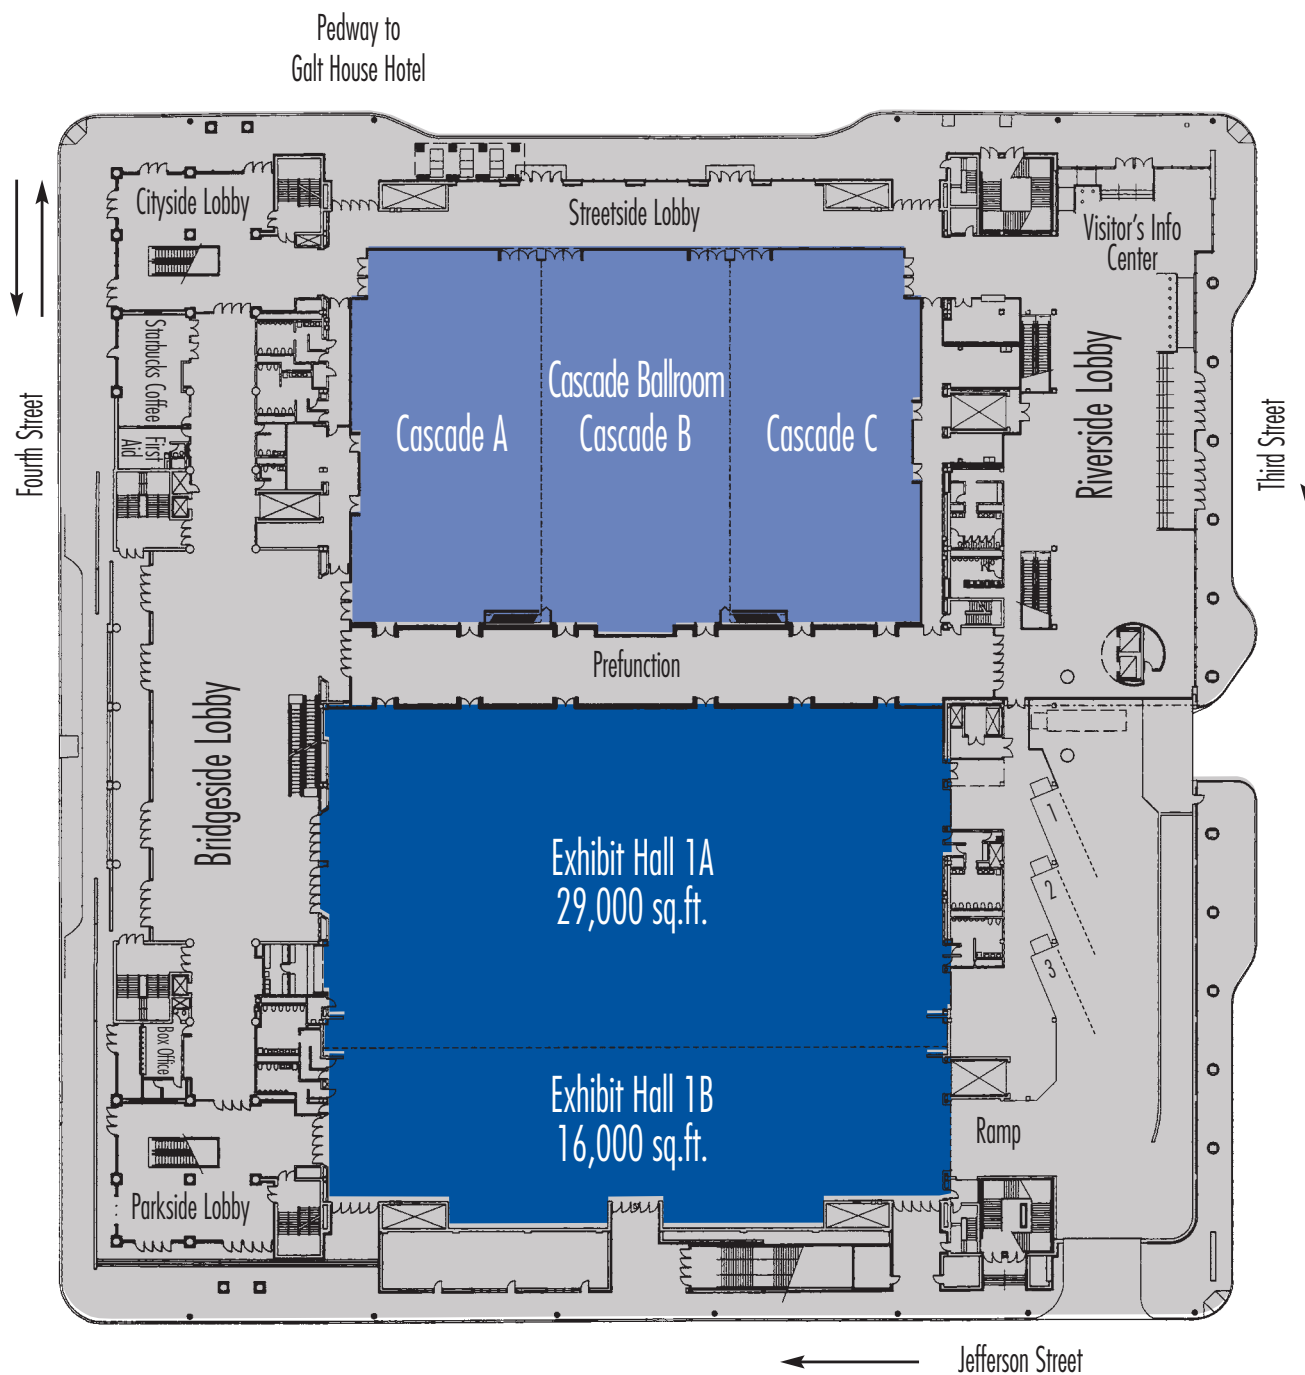 Pedway to
Galt House Hotel
Cityside Lobby
Streetside Lobby
Visitor's Info
Center
Starbucks Coffee
First
Aid
Fourth Street
Cascade Ballroom
Cascade A
Cascade B
Cascade C
Riverside Lobby
Third Street
Prefunction
Bridgeside Lobby
Exhibit Hall 1A
29,000 sq.ft.
1
2
3
Box Office
Exhibit Hall 1B
16,000 sq.ft.
Ramp
Parkside Lobby
Jefferson Street